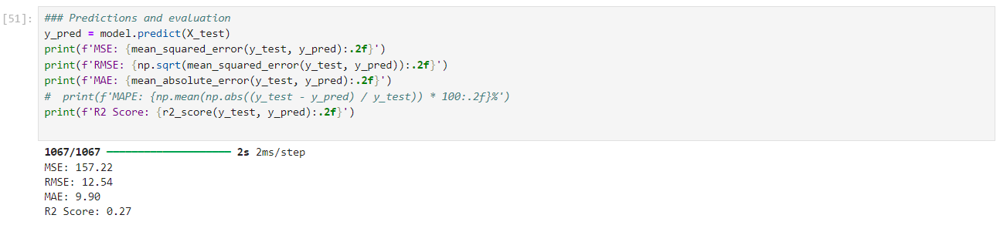 [51]:
### Predictions and evaluation
y_pred = model.predict(X_test)
print(f'MSE: {mean_squared_error(y_test, y_pred):.2f}')
print(f'RMSE: {np.sqrt(mean_squared_error(y_test, y_pred)):.2f}')
print(f'MAE: {mean_absolute_error(y_test, y_pred):.2f}')
#  print(f'MAPE: {np.mean(np.abs((y_test - y_pred) / y_test)) * 100:.2f}%')
print(f'R2 Score: {r2_score(y_test, y_pred):.2f}')
1067/1067 ━━━━━━━━━━━━━━━━━━━━ 2s 2ms/step
MSE: 157.22
RMSE: 12.54
MAE: 9.90
R2 Score: 0.27